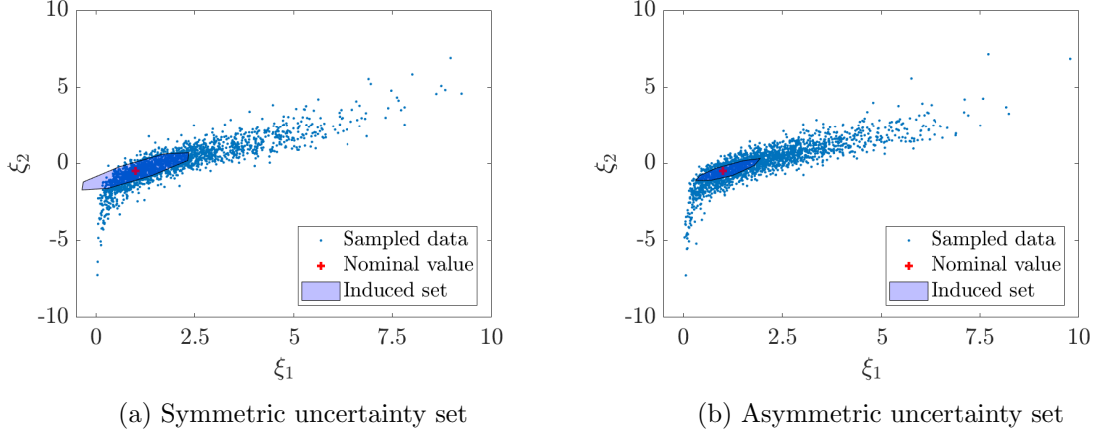 10
5
0
-5
-10
ξ2
Sampled data
Nominal value
Induced set
0
2.5
5
7.5
10
ξ1
(a) Symmetric uncertainty set
10
5
0
-5
-10
ξ2
Sampled data
Nominal value
Induced set
0
2.5
5
7.5
10
ξ1
(b) Asymmetric uncertainty set